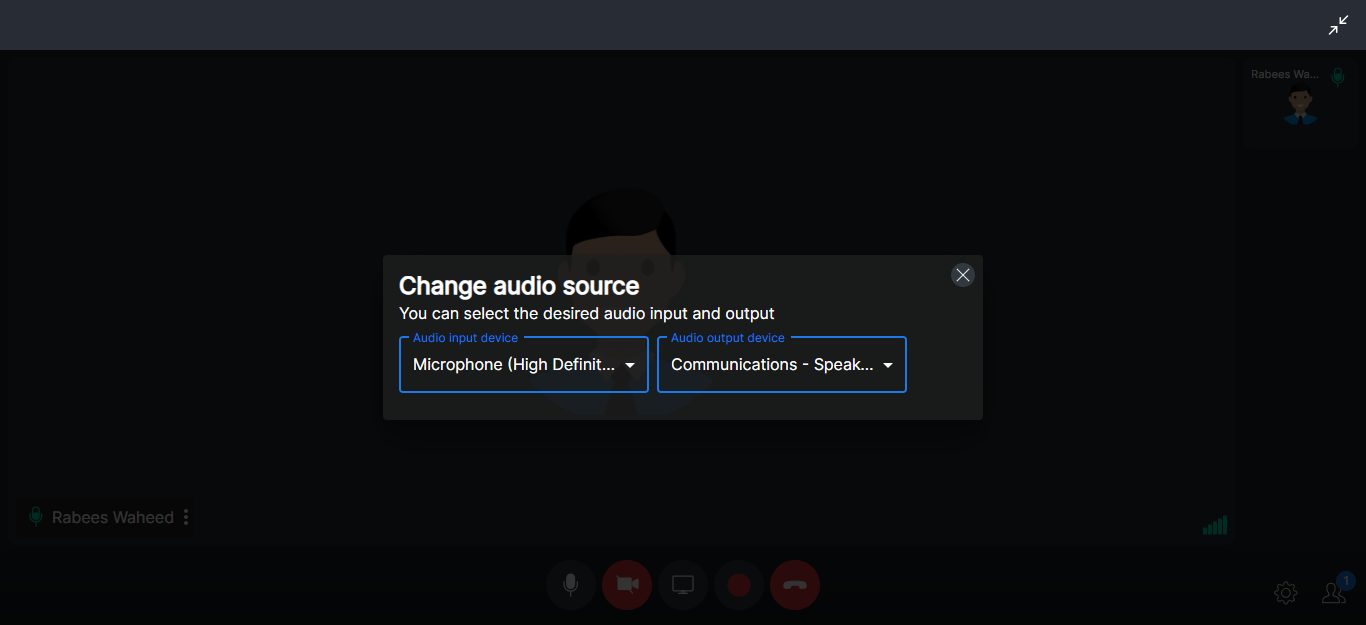 Rabees Wa...
Change audio source
You can select the desired audio input and output
Audio input device
Microphone (High Definit...
Audio output device
Communications - Speak...
Rabees Waheed
1